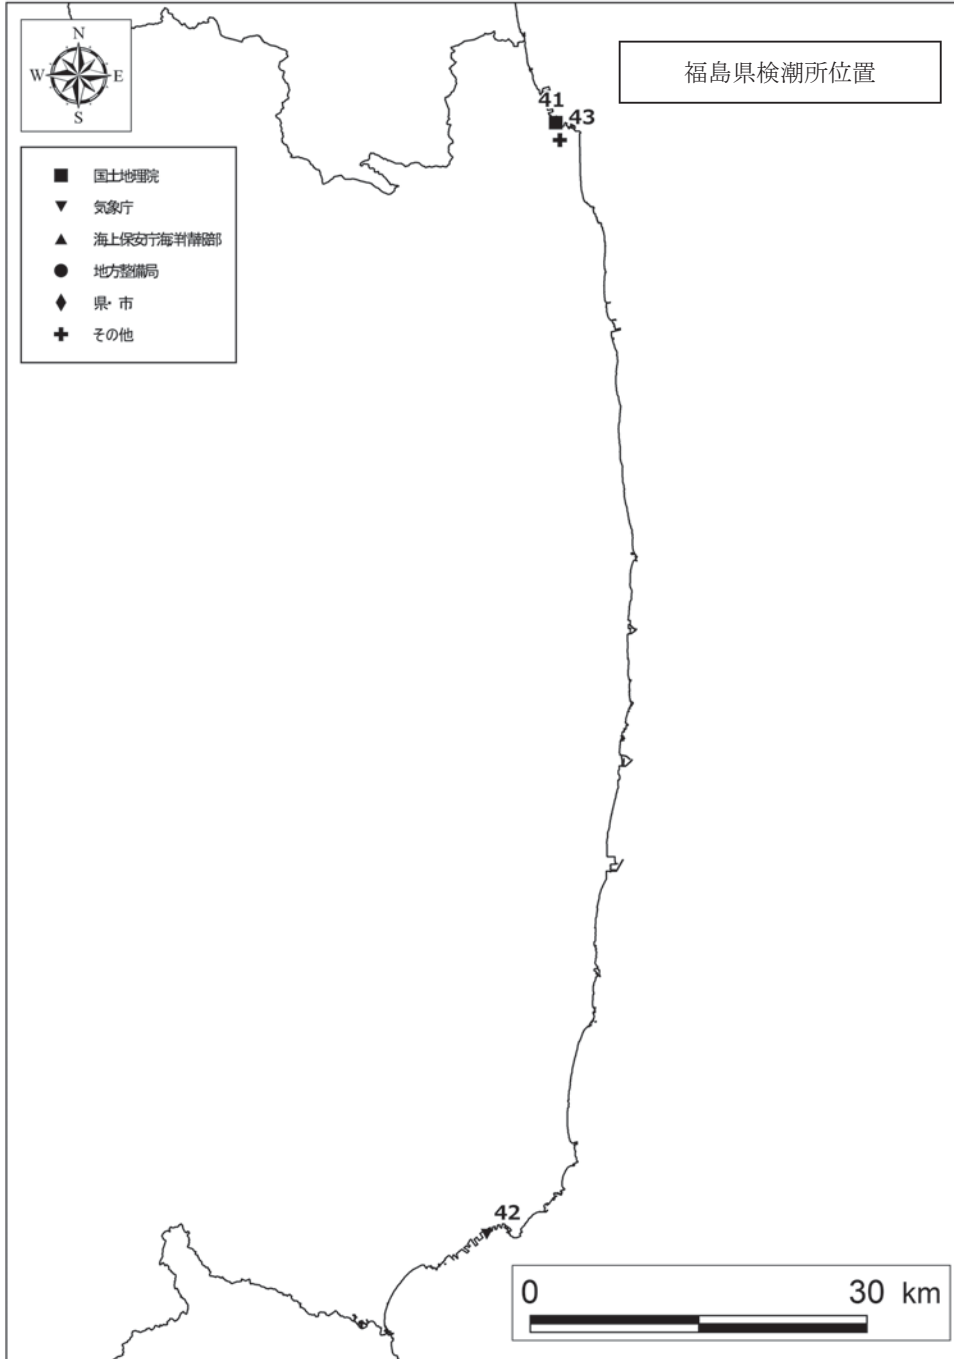 N
W E
S
福島県検潮所位置
国土地理院
気象庁
海上保安庁海洋情報部
地方整備局
県・市
その他
41
43
42
0 30 km